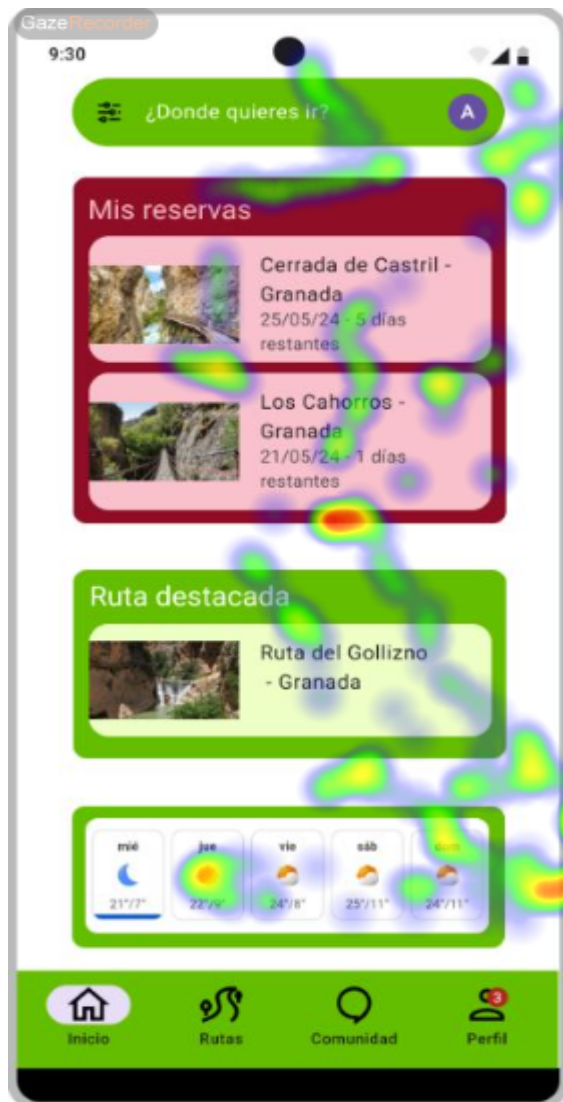 GazeRecorder
9:30
¿Donde quieres ir?
A
Mis reservas
Cerrada de Castril -
Granada
25/05/24 - 5 días
restantes
Los Cahorros -
Granada
21/05/24 - 1 días
restantes
Ruta destacada
Ruta del Gollizno
- Granada
mié jue vie sáb dom
21°/7° 22°/9° 24°/8° 25°/11° 24°/11°
3
Inicio Rutas Comunidad Perfil